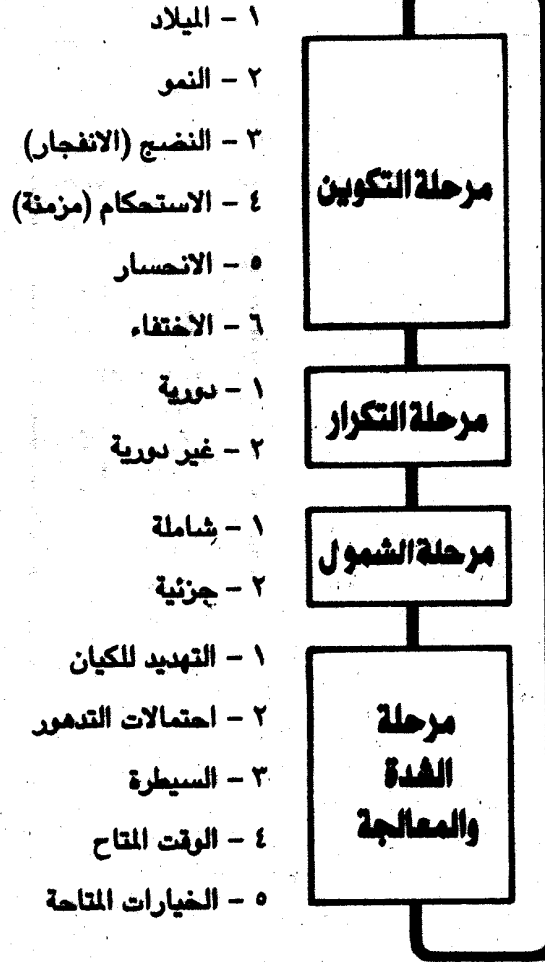 مرحلة التكوين
١ - الميلاد
٢ - النمو
٣ - النضج (الانفجار)
٤ - الاستحكام (مزمنة)
٥ - الانحسار
٦ - الاختفاء
مرحلة التكرار
١ - دورية
٢ - غير دورية
مرحلة الشمول
١ - شاملة
٢ - جزئية
مرحلة
الشدة
والمعالجة
١ - التهديد للكيان
٢ - احتمالات التدهور
٣ - السيطرة
٤ - الوقت المتاح
٥ - الخيارات المتاحة